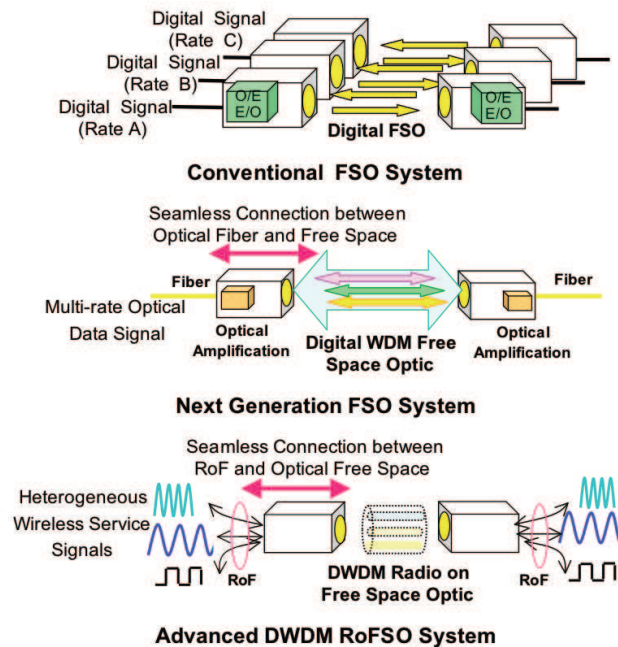 Digital Signal
(Rate C)
Digital Signal
(Rate B)
Digital Signal
(Rate A)
O/E
E/O
O/E
E/O
Digital FSO
Conventional FSO System
Seamless Connection between
Optical Fiber and Free Space
Fiber
Fiber
Multi-rate Optical
Data Signal
Optical
Amplification
Digital WDM Free
Space Optic
Optical
Amplification
Next Generation FSO System
Seamless Connection between
RoF and Optical Free Space
Heterogeneous
Wireless Service
Signals
RoF
DWDM Radio on
Free Space Optic
RoF
Advanced DWDM RoFSO System